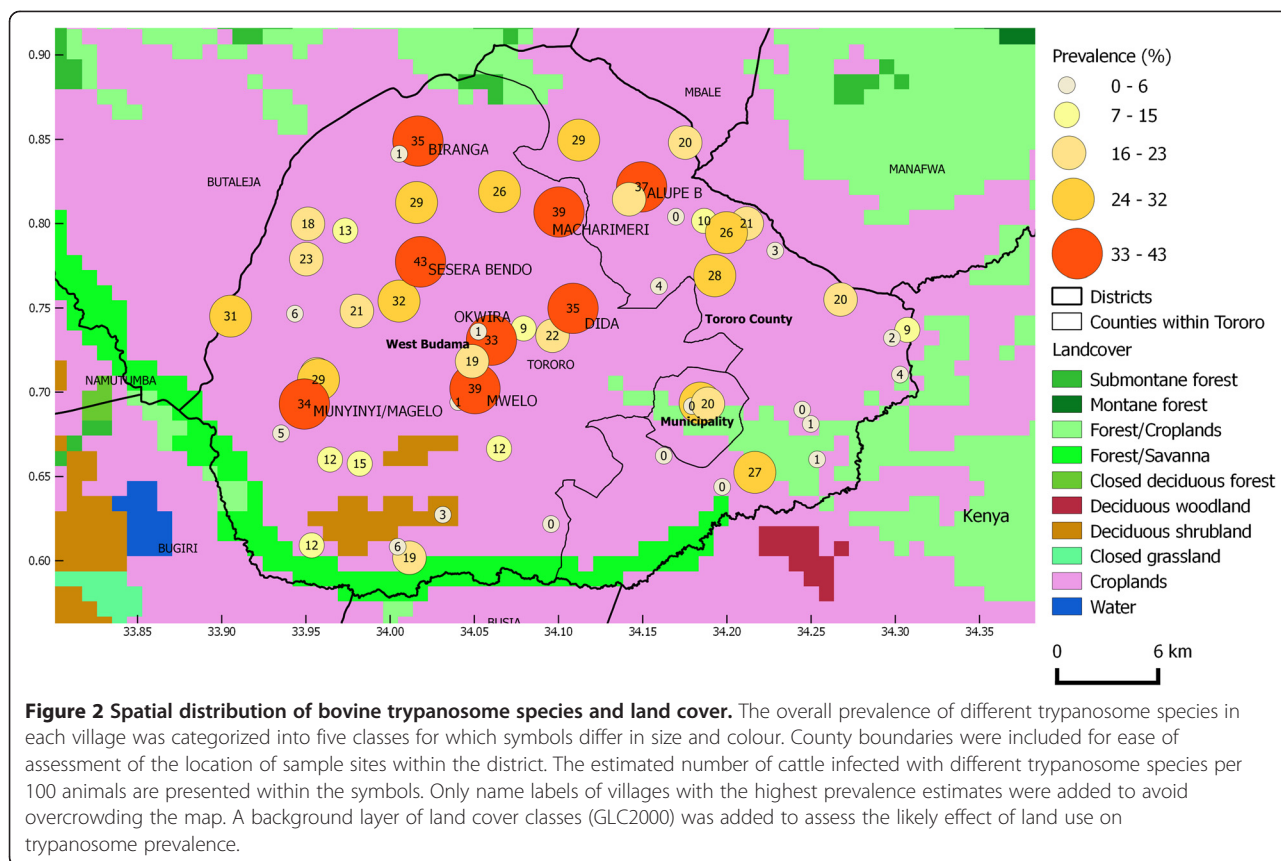 0.90
0.85
0.80
0.75
0.70
0.65
0.60
33.85
33.90
33.95
34.00
34.05
34.10
34.15
34.20
34.25
34.30
34.35
MBALE
MANAFWA
BUTALEJA
NAMUTUMBA
BUGIRI
BUSIA
Kenya
TORORO
Tororo County
West Budama
Municipality
35
BIRANGA
1
29
20
37
ALUPE B
26
39
MACHARIMERI
29
0
10
21
26
3
18
13
23
43
SESERA BENDO
28
4
32
21
6
31
20
9
2
4
OKWIRA
1
33
9
22
35
DIDA
19
39
MWELO
1
29
34
MUNYINYI/MAGELO
5
12
15
12
0
20
0
1
0
1
27
0
3
0
12
6
19
Prevalence (%)
0 - 6
7 - 15
16 - 23
24 - 32
33 - 43
Districts
Counties within Tororo
Landcover
Submontane forest
Montane forest
Forest/Croplands
Forest/Savanna
Closed deciduous forest
Deciduous woodland
Deciduous shrubland
Closed grassland
Croplands
Water
0 6 km
Figure 2 Spatial distribution of bovine trypanosome species and land cover. The overall prevalence of different trypanosome species in
each village was categorized into five classes for which symbols differ in size and colour. County boundaries were included for ease of
assessment of the location of sample sites within the district. The estimated number of cattle infected with different trypanosome species per
100 animals are presented within the symbols. Only name labels of villages with the highest prevalence estimates were added to avoid
overcrowding the map. A background layer of land cover classes (GLC2000) was added to assess the likely effect of land use on
trypanosome prevalence.